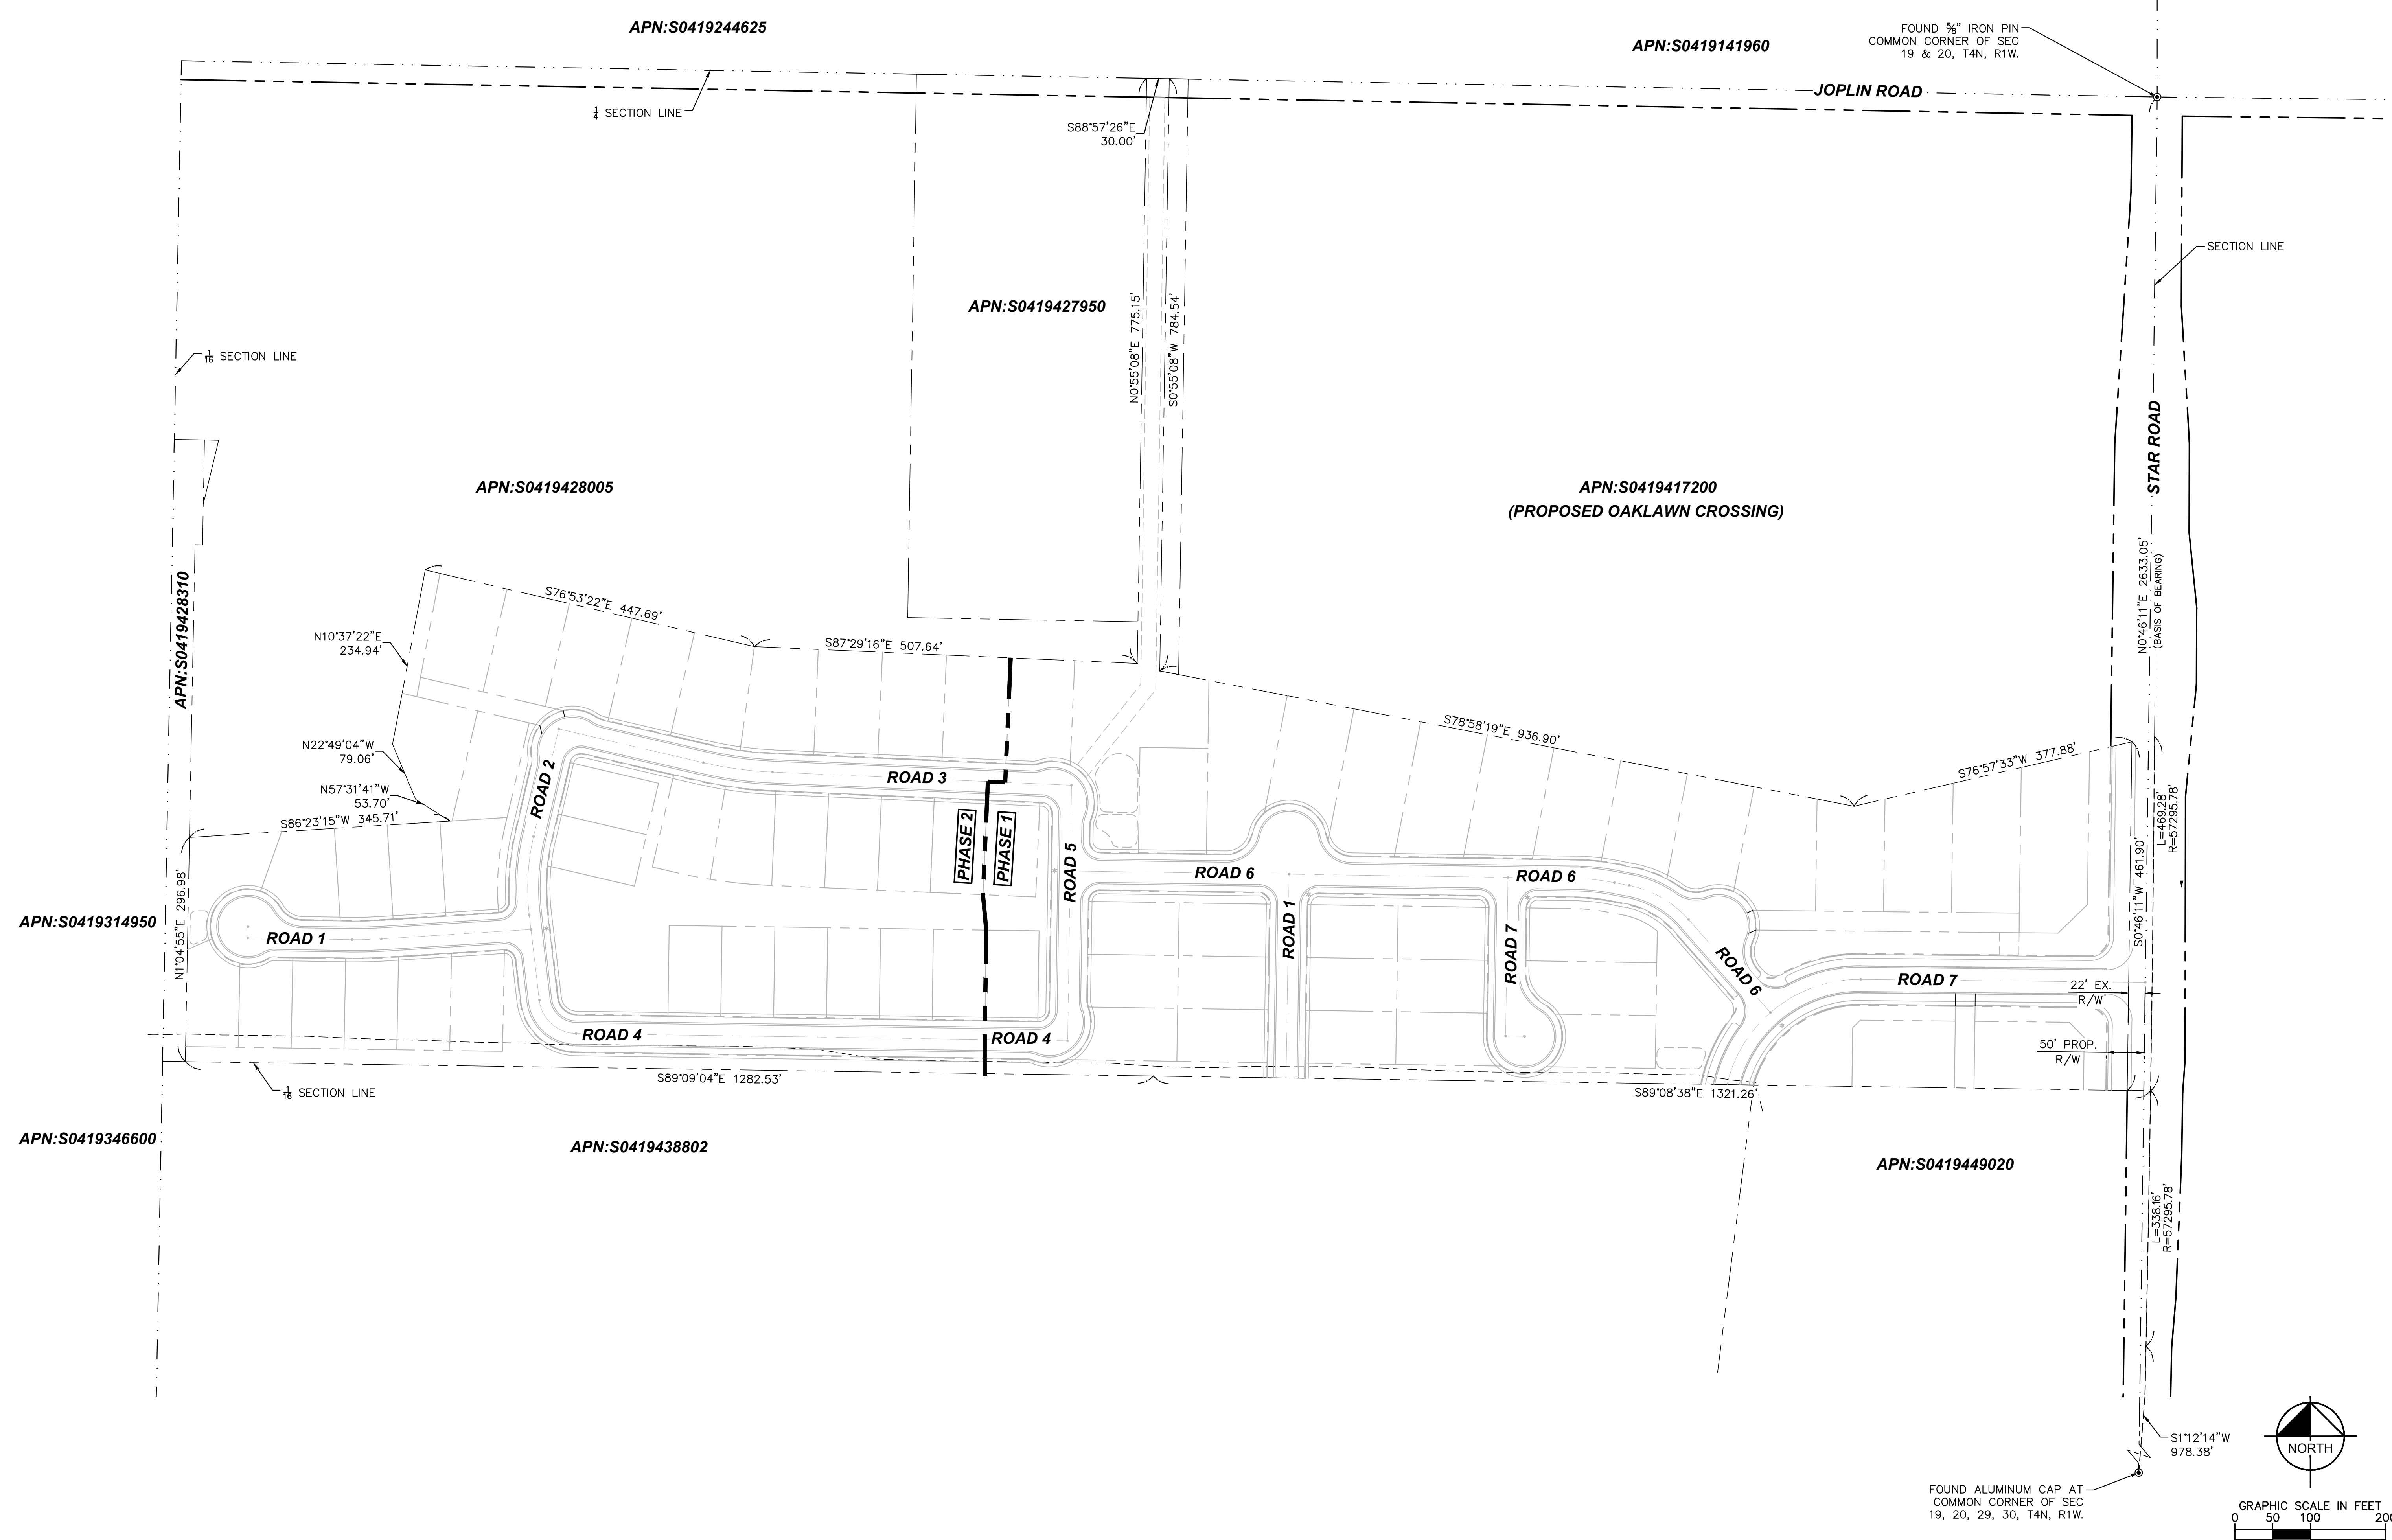 APN:S0419244625
APN:S0419141960
FOUND ⅝" IRON PIN
COMMON CORNER OF SEC
19 & 20, T4N, R1W.
JOPLIN ROAD
¼ SECTION LINE
S88°57'26"E
30.00'
SECTION LINE
APN:S0419427950
N0°55'08"E 775.15'
S0°55'08"W 784.54'
1/16 SECTION LINE
STAR ROAD
APN:S0419428005
APN:S0419417200
(PROPOSED OAKLAWN CROSSING)
N0°46'11"E 2633.05'
(BASIS OF BEARING)
APN:S0419428310
S76°53'22"E 447.69'
N10°37'22"E
234.94'
S87°29'16"E 507.64'
S78°58'19"E 936.90'
N22°49'04"W
79.06'
S76°57'33"W 377.88'
ROAD 2
ROAD 3
N57°31'41"W
53.70'
S86°23'15"W 345.71'
L=469.28'
R=57295.78'
PHASE 2
PHASE 1
ROAD 5
ROAD 6
ROAD 6
S0°46'11"W 461.90'
APN:S0419314950
N1°04'55"E 296.98'
ROAD 1
ROAD 1
ROAD 7
ROAD 6
ROAD 7
22' EX.
R/W
ROAD 4
ROAD 4
50' PROP.
R/W
S89°09'04"E 1282.53'
1/16 SECTION LINE
S89°08'38"E 1321.26'
APN:S0419346600
APN:S0419438802
APN:S0419449020
L=338.16'
R=57295.78'
S1°12'14"W
978.38'
NORTH
FOUND ALUMINUM CAP AT
COMMON CORNER OF SEC
19, 20, 29, 30, T4N, R1W.
GRAPHIC SCALE IN FEET
0 50 100 200